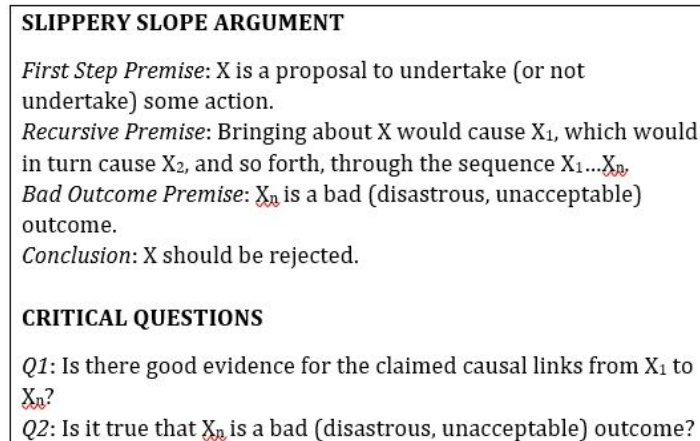 SLIPPERY SLOPE ARGUMENT
First Step Premise: X is a proposal to undertake (or not
undertake) some action.
Recursive Premise: Bringing about X would cause X₁, which would
in turn cause X₂, and so forth, through the sequence X₁...Xₙ.
Bad Outcome Premise: Xₙ is a bad (disastrous, unacceptable)
outcome.
Conclusion: X should be rejected.
CRITICAL QUESTIONS
Q1: Is there good evidence for the claimed causal links from X₁ to
Xₙ?
Q2: Is it true that Xₙ is a bad (disastrous, unacceptable) outcome?